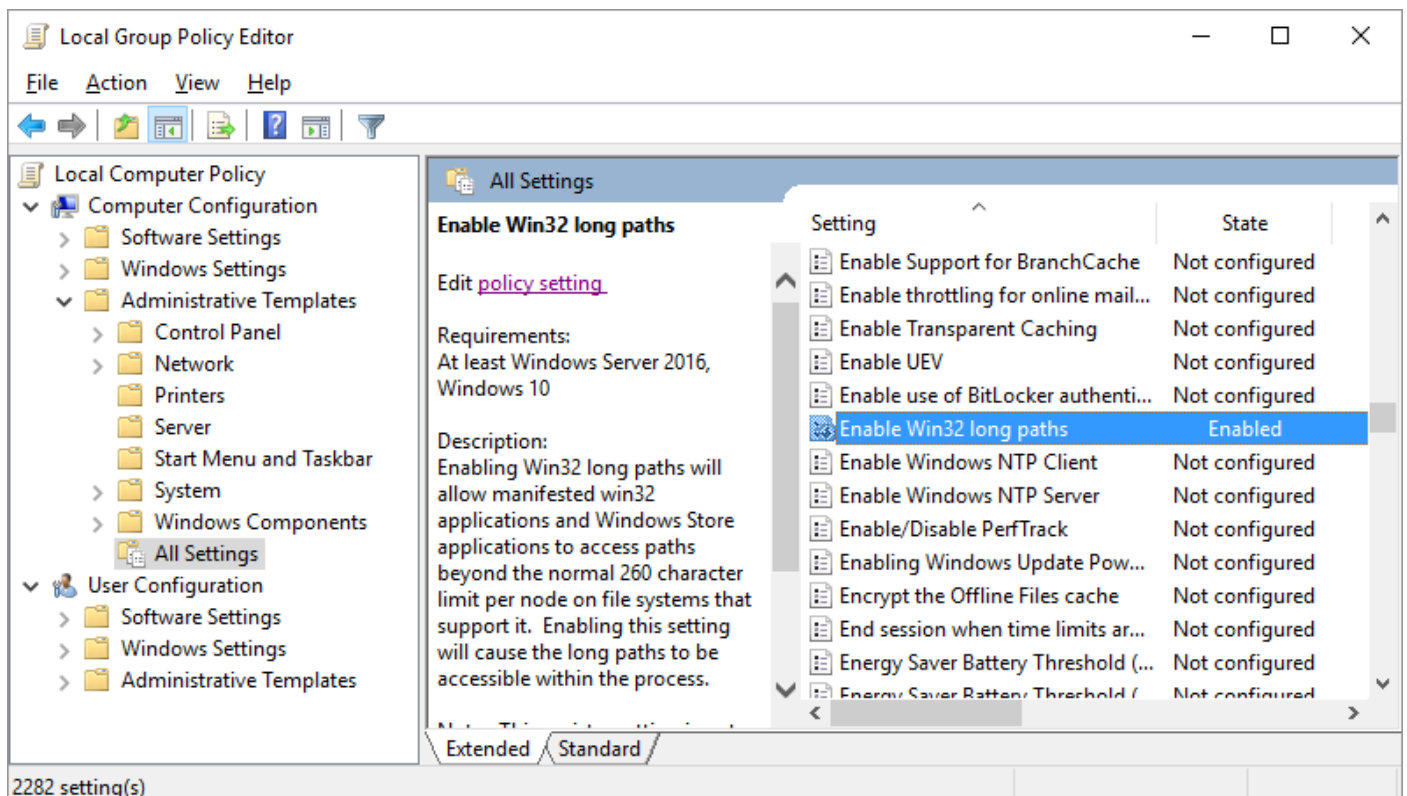 Local Group Policy Editor
File Action View Help
Local Computer Policy
Computer Configuration
Software Settings
Windows Settings
Administrative Templates
Control Panel
Network
Printers
Server
Start Menu and Taskbar
System
Windows Components
All Settings
User Configuration
Software Settings
Windows Settings
Administrative Templates
All Settings
Enable Win32 long paths
Edit policy setting
Requirements:
At least Windows Server 2016,
Windows 10
Description:
Enabling Win32 long paths will
allow manifested win32
applications and Windows Store
applications to access paths
beyond the normal 260 character
limit per node on file systems that
support it. Enabling this setting
will cause the long paths to be
accessible within the process.
Setting State
Enable Support for BranchCache Not configured
Enable throttling for online mail... Not configured
Enable Transparent Caching Not configured
Enable UEV Not configured
Enable use of BitLocker authenti... Not configured
Enable Win32 long paths Enabled
Enable Windows NTP Client Not configured
Enable Windows NTP Server Not configured
Enable/Disable PerfTrack Not configured
Enabling Windows Update Pow... Not configured
Encrypt the Offline Files cache Not configured
End session when time limits ar... Not configured
Energy Saver Battery Threshold (... Not configured
Energy Saver Battery Threshold ( Not configured
Extended Standard
2282 setting(s)